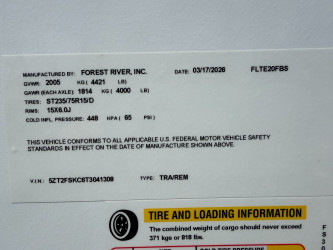 MANUFACTURED BY: FOREST RIVER, INC. DATE: 03/17/2026 FLTE20FBS
GVWR: 2005 KG ( 4421 LB)
GAWR (EACH AXLE) 1814 KG ( 4000 LB)
TIRES: ST235/75R15/D
RIMS: 15X6.0J
COLD INFL. PRESSURE: 448 KPA ( 65 PSI )
THIS VEHICLE CONFORMS TO ALL APPLICABLE U.S. FEDERAL MOTOR VEHICLE SAFETY
STANDARDS IN EFFECT ON THE DATE OF MANUFACTURE SHOWN ABOVE.
V.I.N.: 5ZT2FSKC6T3041308 TYPE: TRA/REM
TIRE AND LOADING INFORMATION
The combined weight of cargo should never exceed
371 kgs or 818 lbs.